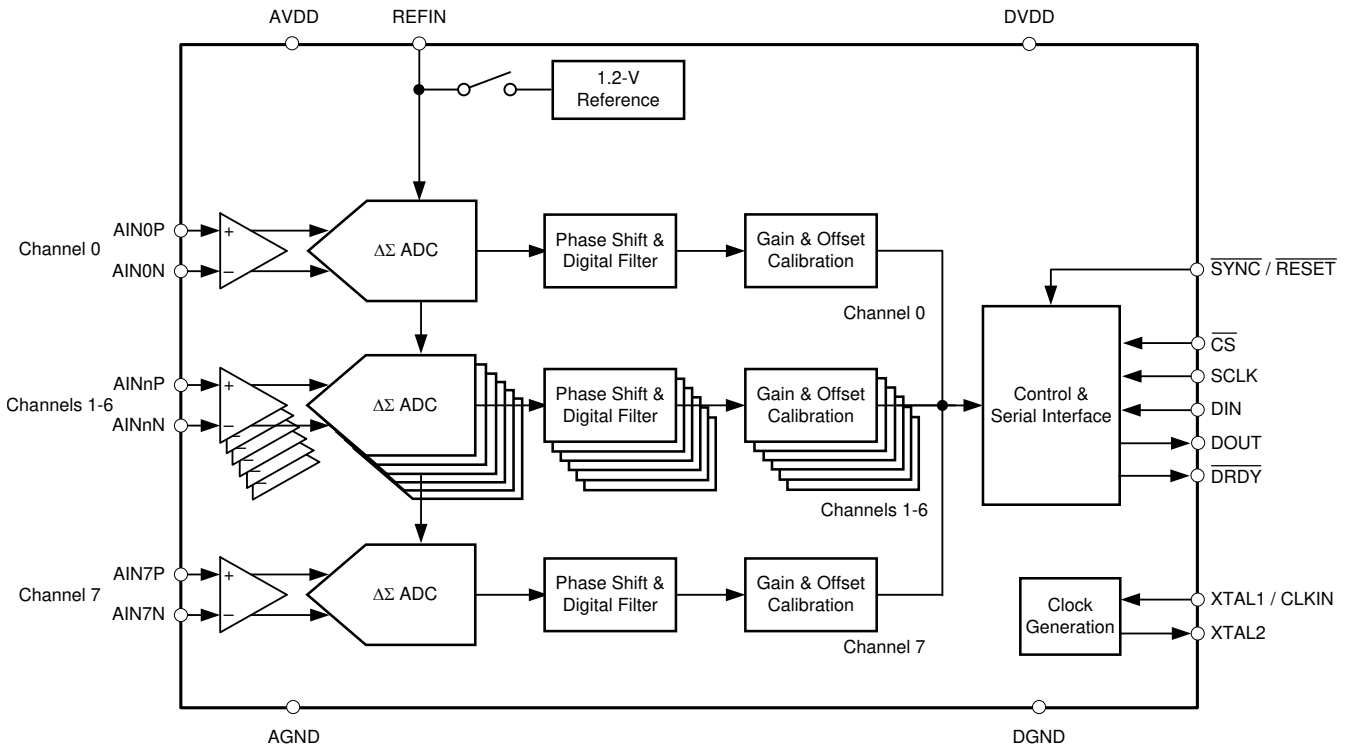 AVDD
REFIN
DVDD
1.2-V
Reference
Channel 0
AIN0P
AIN0N
+
−
ΔΣ ADC
Phase Shift &
Digital Filter
Gain & Offset
Calibration
Channel 0
SYNC / RESET
Channels 1-6
AINnP
AINnN
+
−
−
−
−
−
−
ΔΣ ADC
Phase Shift &
Digital Filter
Gain & Offset
Calibration
Channels 1-6
Control &
Serial Interface
CS
SCLK
DIN
DOUT
DRDY
Channel 7
AIN7P
AIN7N
+
−
ΔΣ ADC
Phase Shift &
Digital Filter
Gain & Offset
Calibration
Channel 7
Clock
Generation
XTAL1 / CLKIN
XTAL2
AGND
DGND